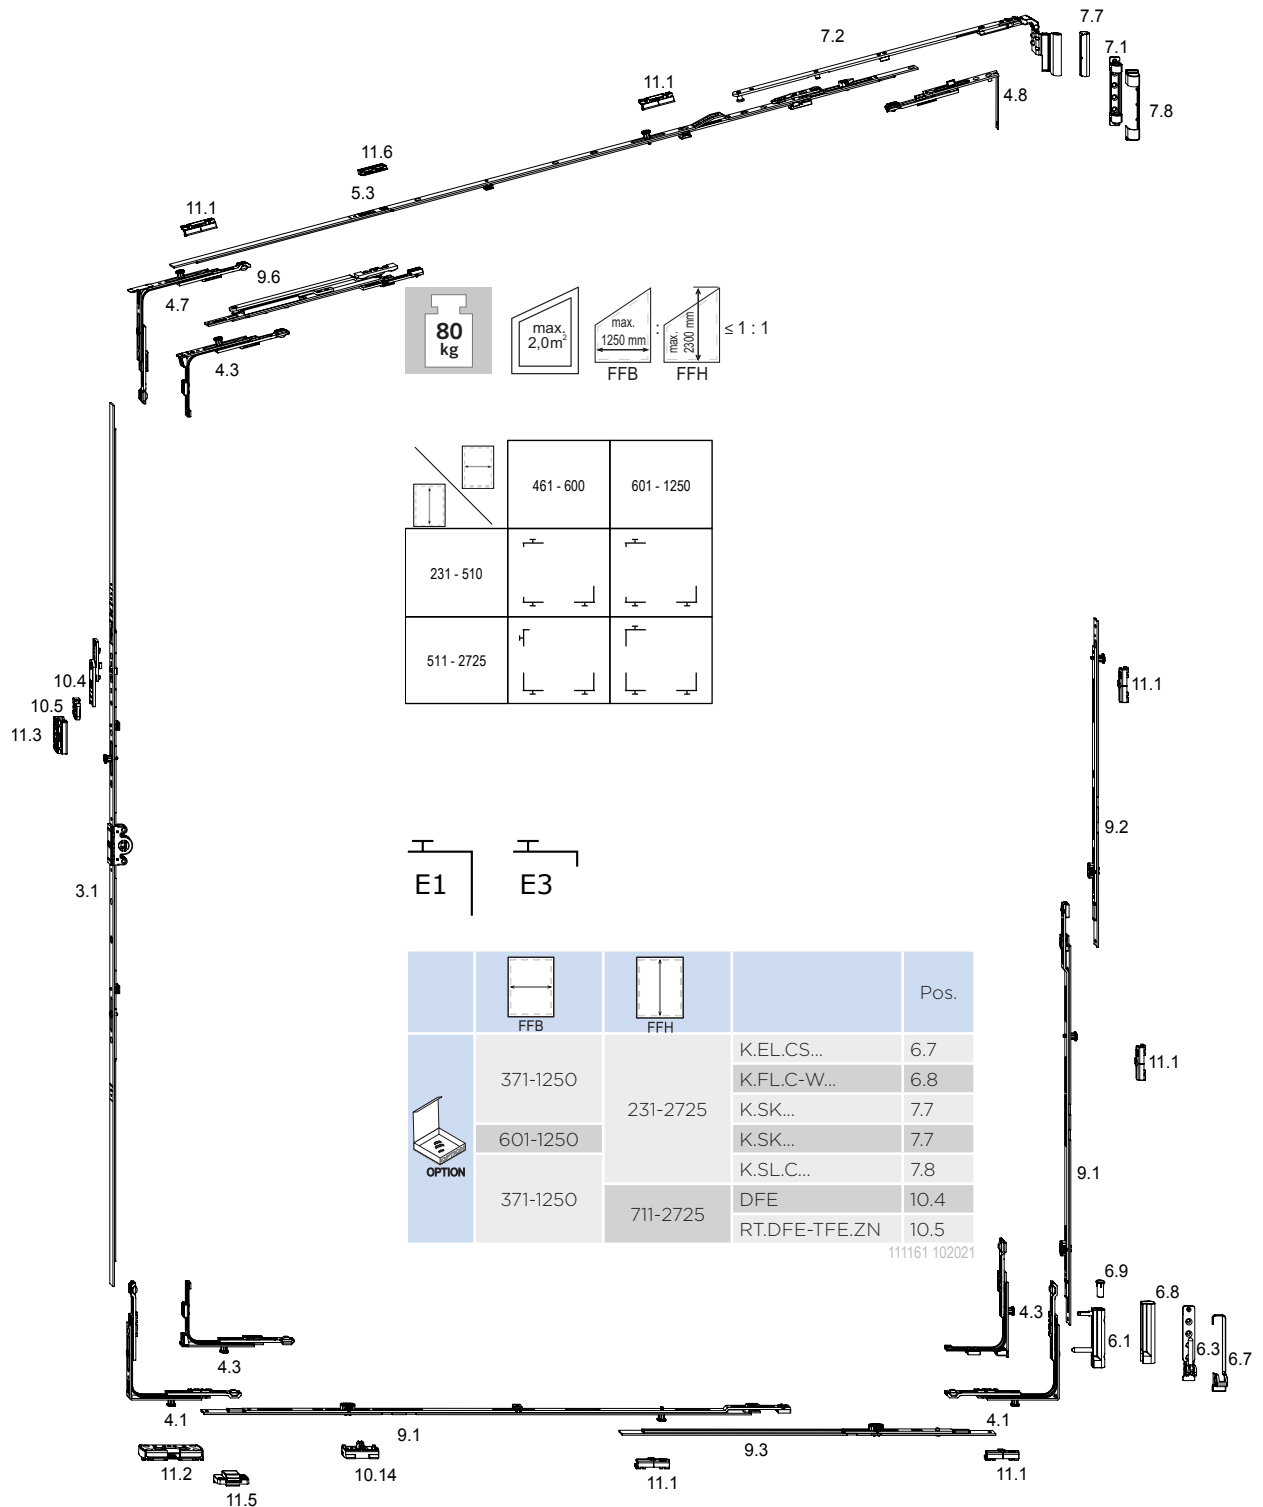 7.2
7.7
7.1
11.1
4.8
7.8
11.6
5.3
11.1
9.6
4.7
4.3
80
kg
max.
2,0m²
max.
1250 mm
FFB
:
max.
2300 mm
FFH
≤ 1 : 1
461 - 600
601 - 1250
231 - 510
511 - 2725
10.4
10.5
11.3
11.1
9.2
3.1
E1
E3
FFB
FFH
Pos.
OPTION
371-1250
601-1250
371-1250
231-2725
711-2725
K.EL.CS... 6.7
K.FL.C-W... 6.8
K.SK... 7.7
K.SK... 7.7
K.SL.C... 7.8
DFE 10.4
RT.DFE-TFE.ZN 10.5
111161 102021
11.1
9.1
6.9
6.8
4.3
6.1
6.3
6.7
4.3
4.1
9.1
9.3
4.1
11.2
10.14
11.1
11.1
11.5